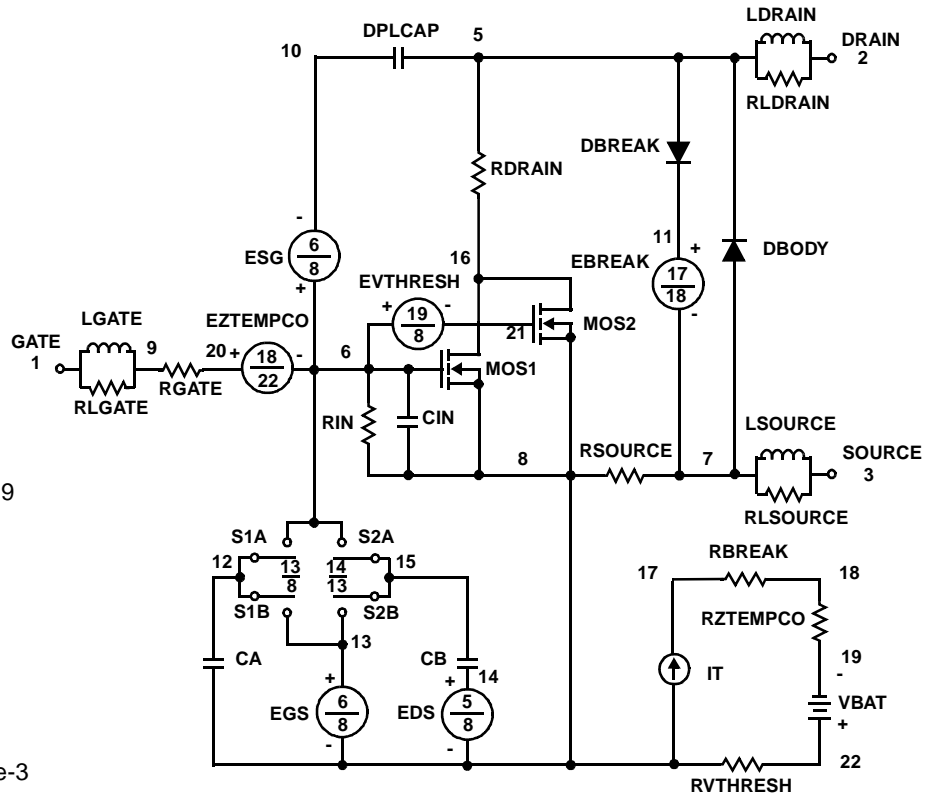 LDRAIN
DPLCAP 5 DRAIN
10 2
RLDRAIN
DBREAK
RDRAIN
-
ESG 6 8 +
16
11 +
EBREAK 17 18 -
DBODY
EVTHRESH
+ 19 8 -
21 MOS2
LGATE EZTEMPCO
GATE 1 9 20 + 18 22 - 6
RLGATE RGATE
MOS1
RIN CIN
LSOURCE
8 RSOURCE 7 SOURCE
3
RLSOURCE
9
S1A S2A
12 13 8 14 13 15
S1B S2B
13
CA CB
+ + 14
EGS 6 8 EDS 5 8
- -
RBREAK
17 18
RZTEMPCO
IT 19
-
VBAT
+
22
RVTHRESH
e-3